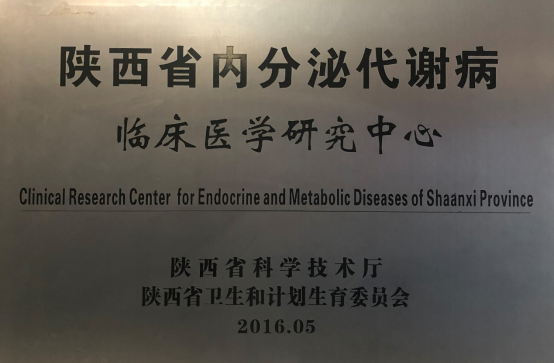 陕西省内分泌代谢病
临床医学研究中心
Clinical Research Center for Endocrine and Metabolic Diseases of Shaanxi Province
陕西省科学技术厅
陕西省卫生和计划生育委员会
2016.05